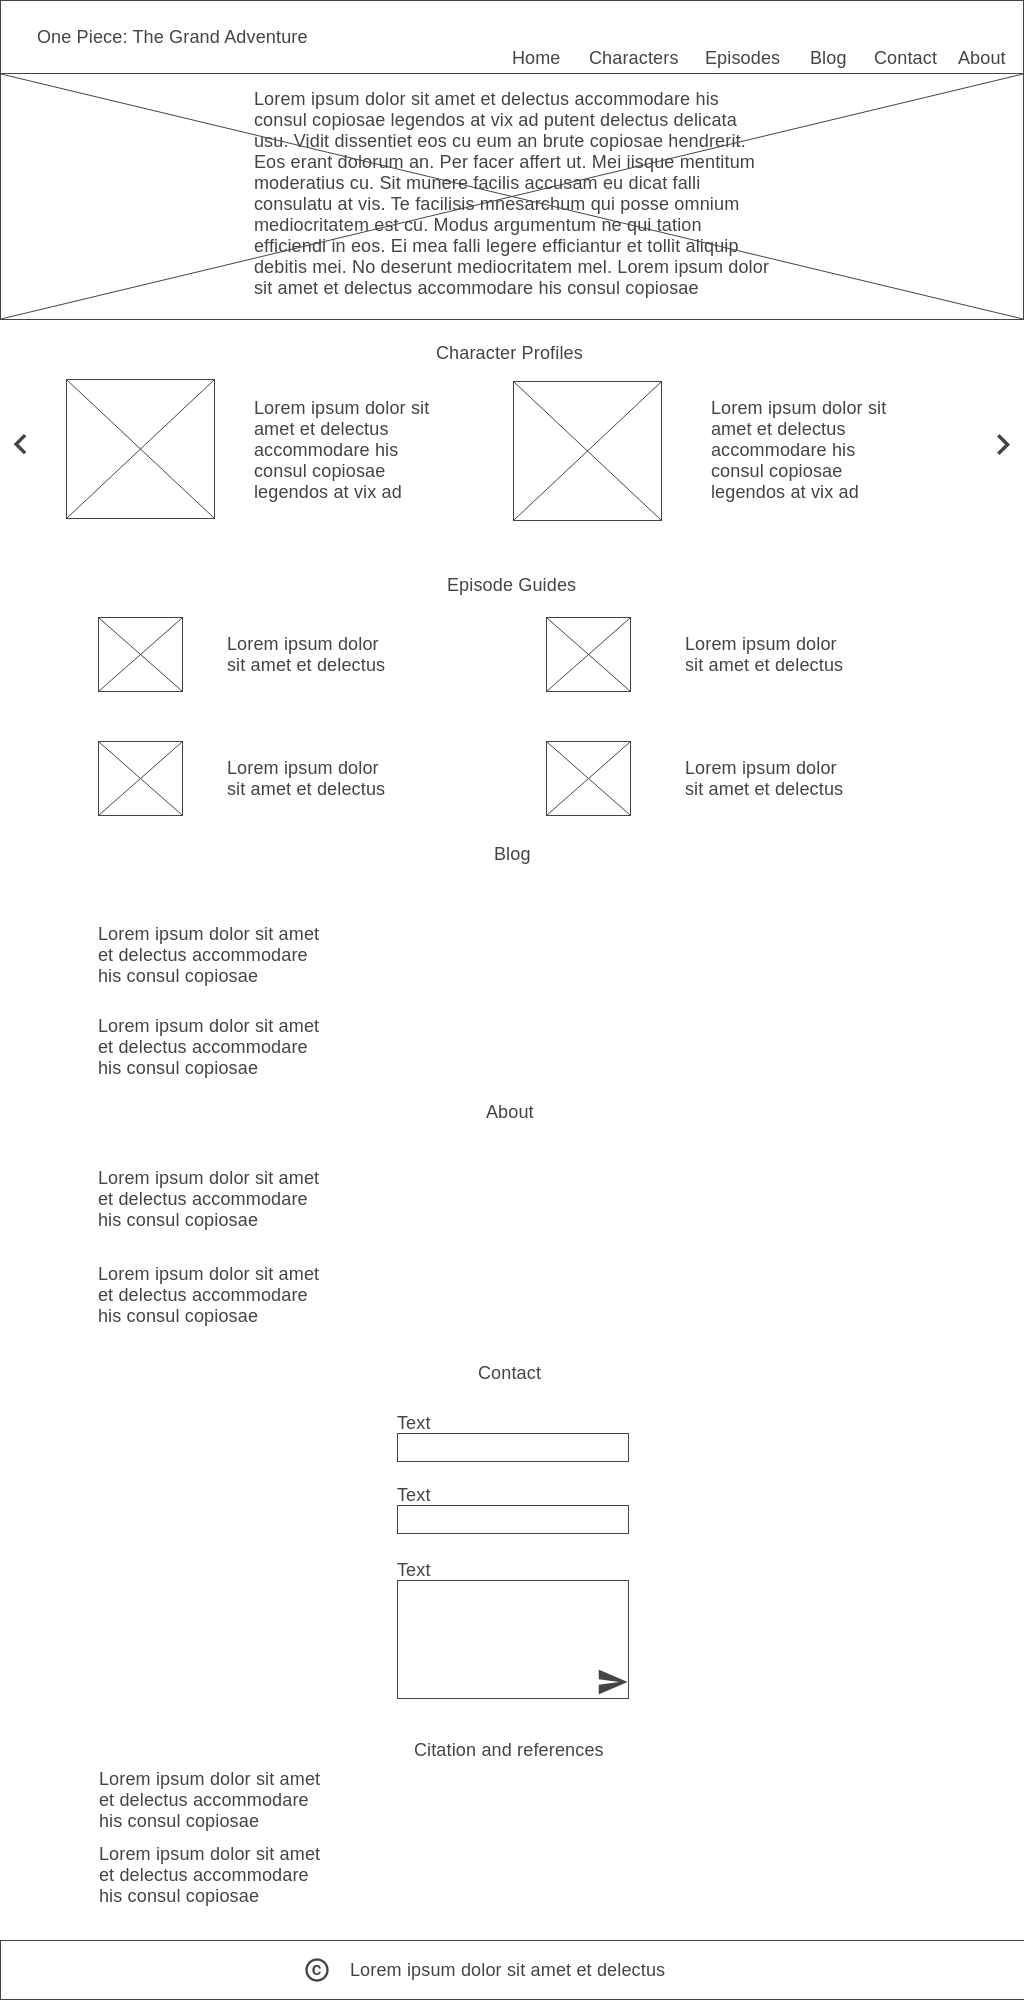 One Piece: The Grand Adventure
Home Characters Episodes Blog Contact About
Lorem ipsum dolor sit amet et delectus accommodare his
consul copiosae legendos at vix ad putent delectus delicata
usu. Vidit dissentiet eos cu eum an brute copiosae hendrerit.
Eos erant dolorum an. Per facer affert ut. Mei iisque mentitum
moderatius cu. Sit munere facilis accusam eu dicat falli
consulatu at vis. Te facilisis mnesarchum qui posse omnium
mediocritatem est cu. Modus argumentum ne qui tation
efficiendi in eos. Ei mea falli legere efficiantur et tollit aliquip
debitis mei. No deserunt mediocritatem mel. Lorem ipsum dolor
sit amet et delectus accommodare his consul copiosae
Character Profiles
Lorem ipsum dolor sit
amet et delectus
accommodare his
consul copiosae
legendos at vix ad
Lorem ipsum dolor sit
amet et delectus
accommodare his
consul copiosae
legendos at vix ad
Episode Guides
Lorem ipsum dolor
sit amet et delectus
Lorem ipsum dolor
sit amet et delectus
Lorem ipsum dolor
sit amet et delectus
Lorem ipsum dolor
sit amet et delectus
Blog
Lorem ipsum dolor sit amet
et delectus accommodare
his consul copiosae
Lorem ipsum dolor sit amet
et delectus accommodare
his consul copiosae
About
Lorem ipsum dolor sit amet
et delectus accommodare
his consul copiosae
Lorem ipsum dolor sit amet
et delectus accommodare
his consul copiosae
Contact
Text
Text
Text
Citation and references
Lorem ipsum dolor sit amet
et delectus accommodare
his consul copiosae
Lorem ipsum dolor sit amet
et delectus accommodare
his consul copiosae
© Lorem ipsum dolor sit amet et delectus